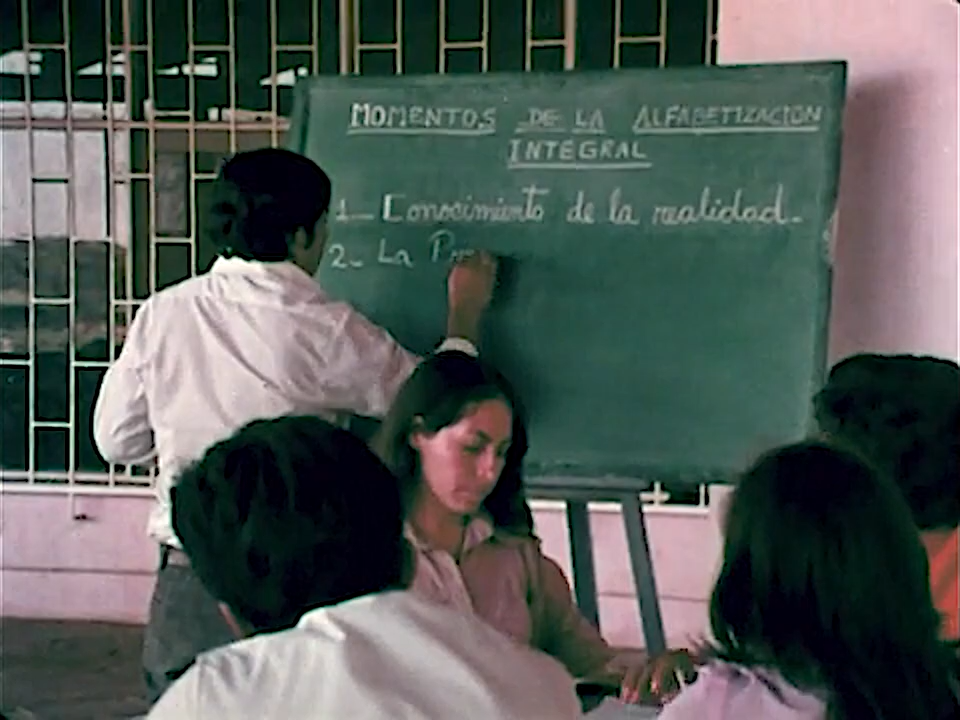 MOMENTOS DE LA ALFABETIZACION
INTEGRAL
1_ Conocimiento de la realidad.
2_ La